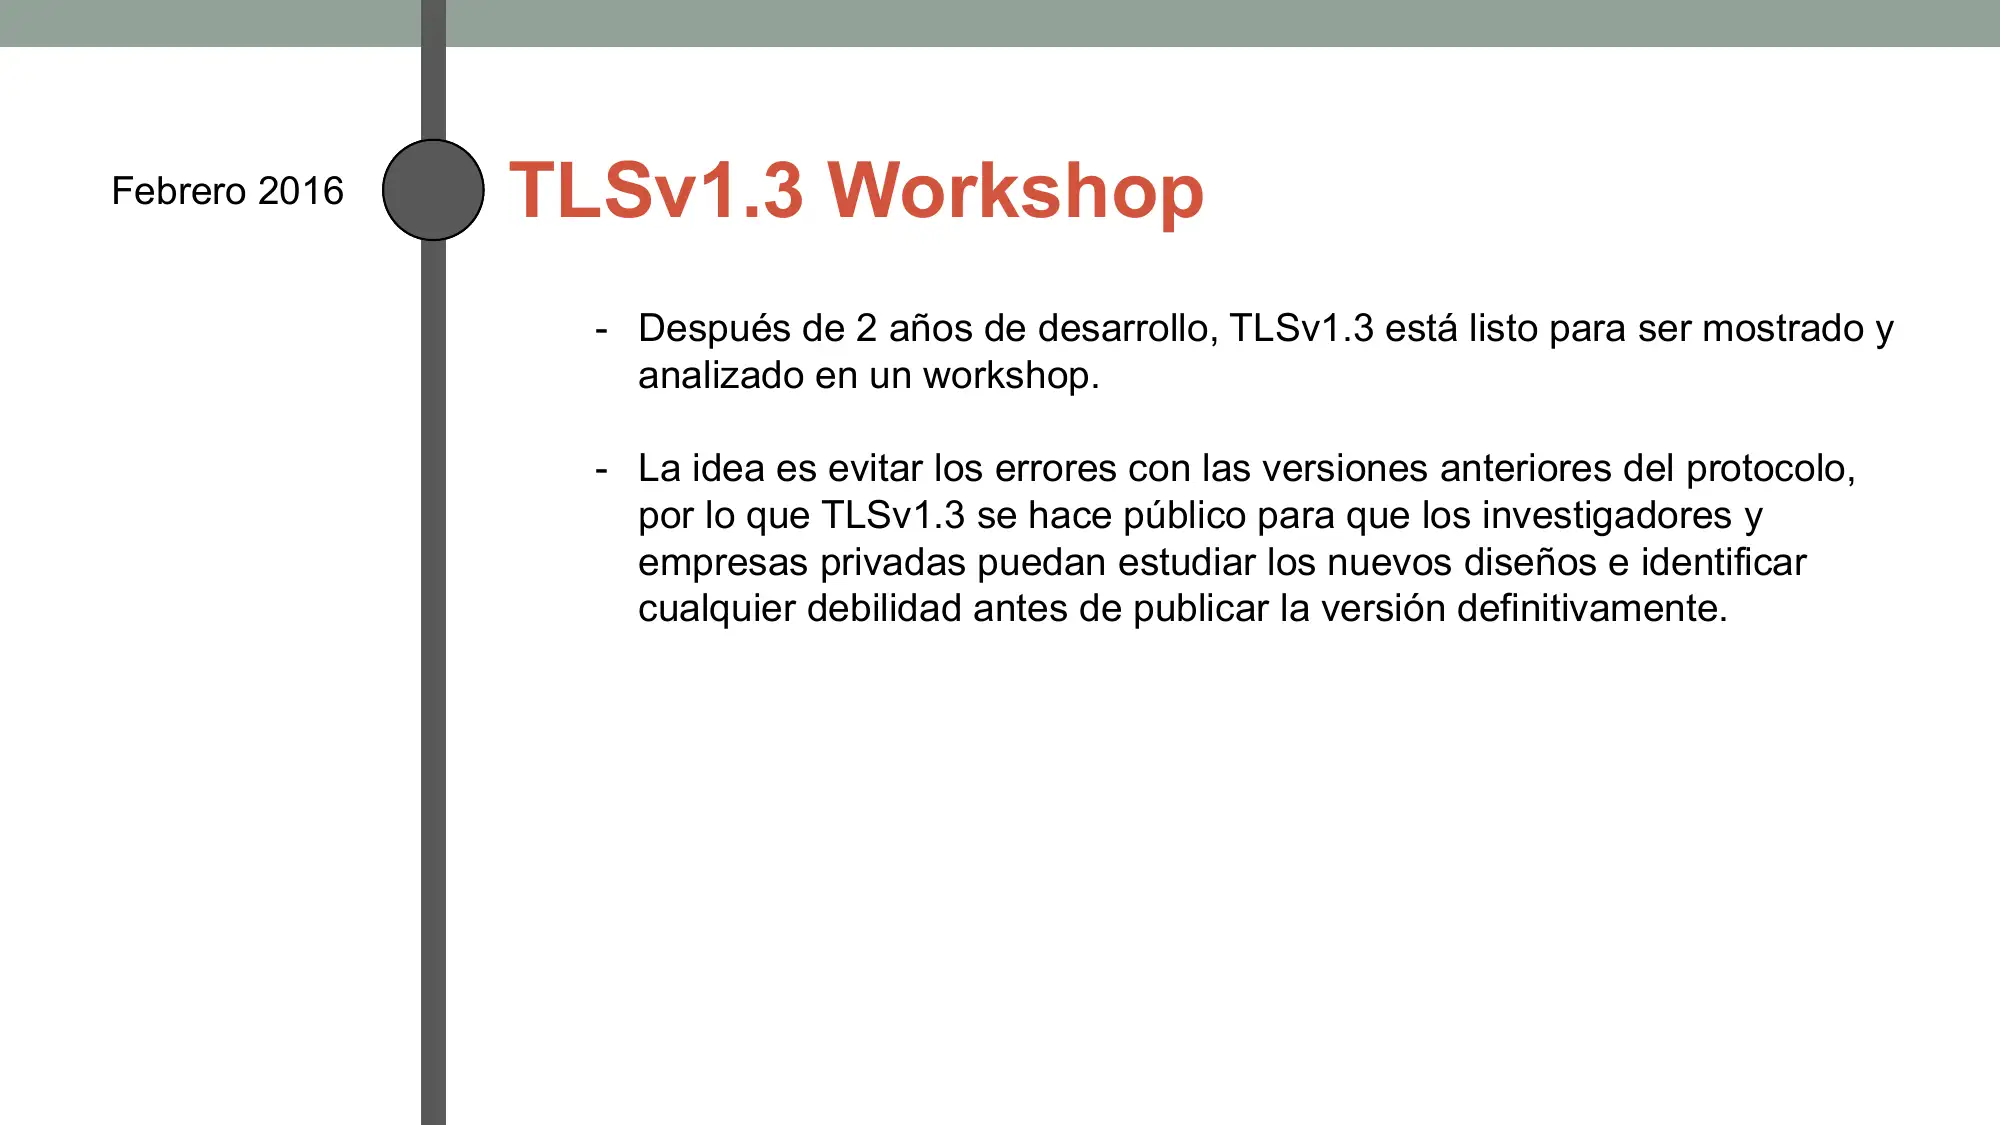 Febrero 2016
TLSv1.3 Workshop
- Después de 2 años de desarrollo, TLSv1.3 está listo para ser mostrado y
analizado en un workshop.
- La idea es evitar los errores con las versiones anteriores del protocolo,
por lo que TLSv1.3 se hace público para que los investigadores y
empresas privadas puedan estudiar los nuevos diseños e identificar
cualquier debilidad antes de publicar la versión definitivamente.